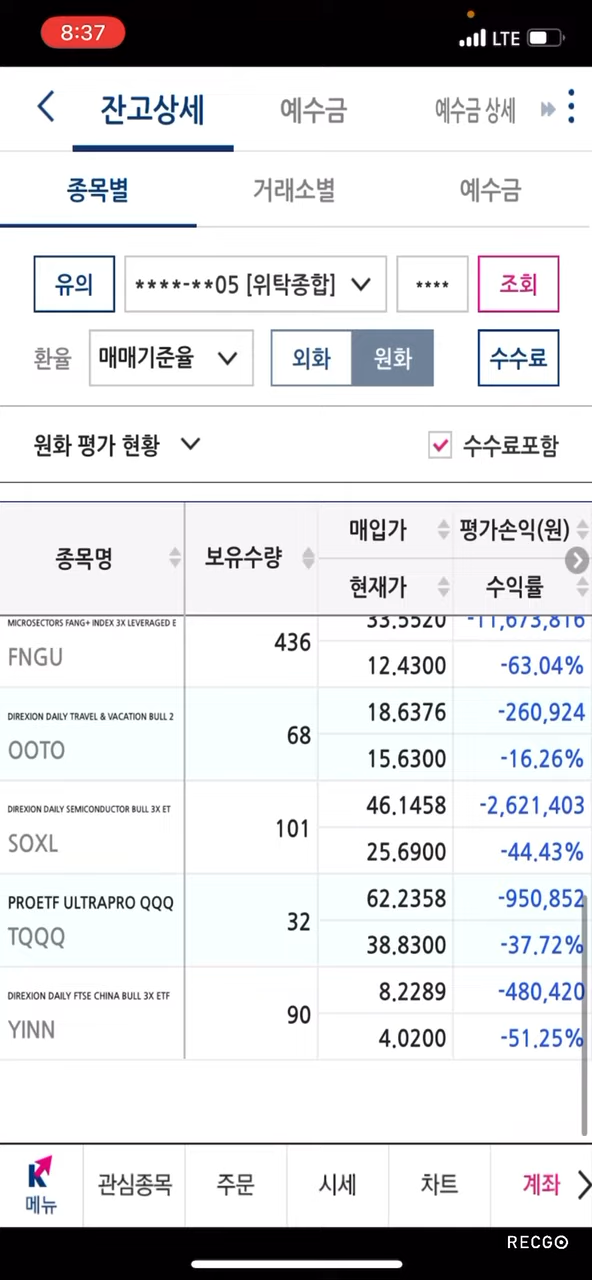 8:37
LTE
잔고상세
예수금
예수금 상세
종목별
거래소별
예수금
유의
****-**05 [위탁종합]
****
조회
환율
매매기준율
외화
원화
수수료
원화 평가 현황
수수료포함
종목명
보유수량
매입가
평가손익(원)
현재가
수익률
MICROSECTORS FANG+ INDEX 3X LEVERAGED E
FNGU
436
33.5520
-11,673,816
12.4300
-63.04%
DIREXION DAILY TRAVEL & VACATION BULL 2
OOTO
68
18.6376
-260,924
15.6300
-16.26%
DIREXION DAILY SEMICONDUCTOR BULL 3X ET
SOXL
101
46.1458
-2,621,403
25.6900
-44.43%
PROETF ULTRAPRO QQQ
TQQQ
32
62.2358
-950,852
38.8300
-37.72%
DIREXION DAILY FTSE CHINA BULL 3X ETF
YINN
90
8.2289
-480,420
4.0200
-51.25%
메뉴
관심종목
주문
시세
차트
계좌
RECGO